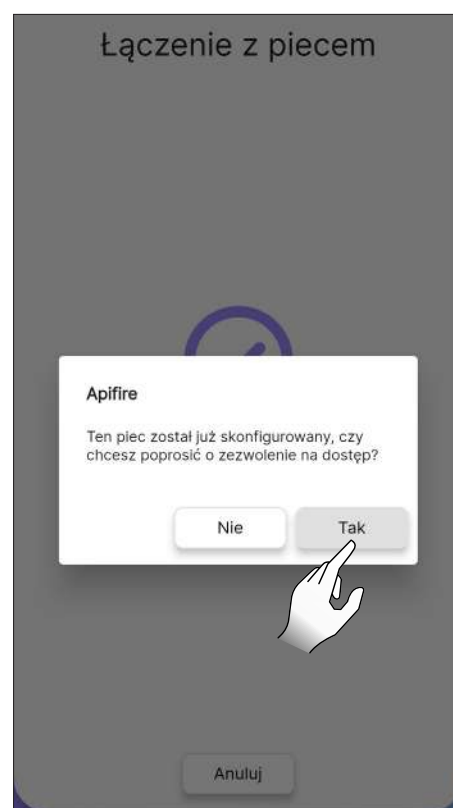 Łączenie z piecem
Apifire
Ten piec został już skonfigurowany, czy
chcesz poprosić o zezwolenie na dostęp?
Nie
Tak
Anuluj